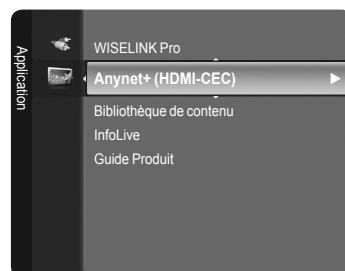 Application
WISELINK Pro
Anynet+ (HDMI-CEC)
Bibliothèque de contenu
InfoLive
Guide Produit